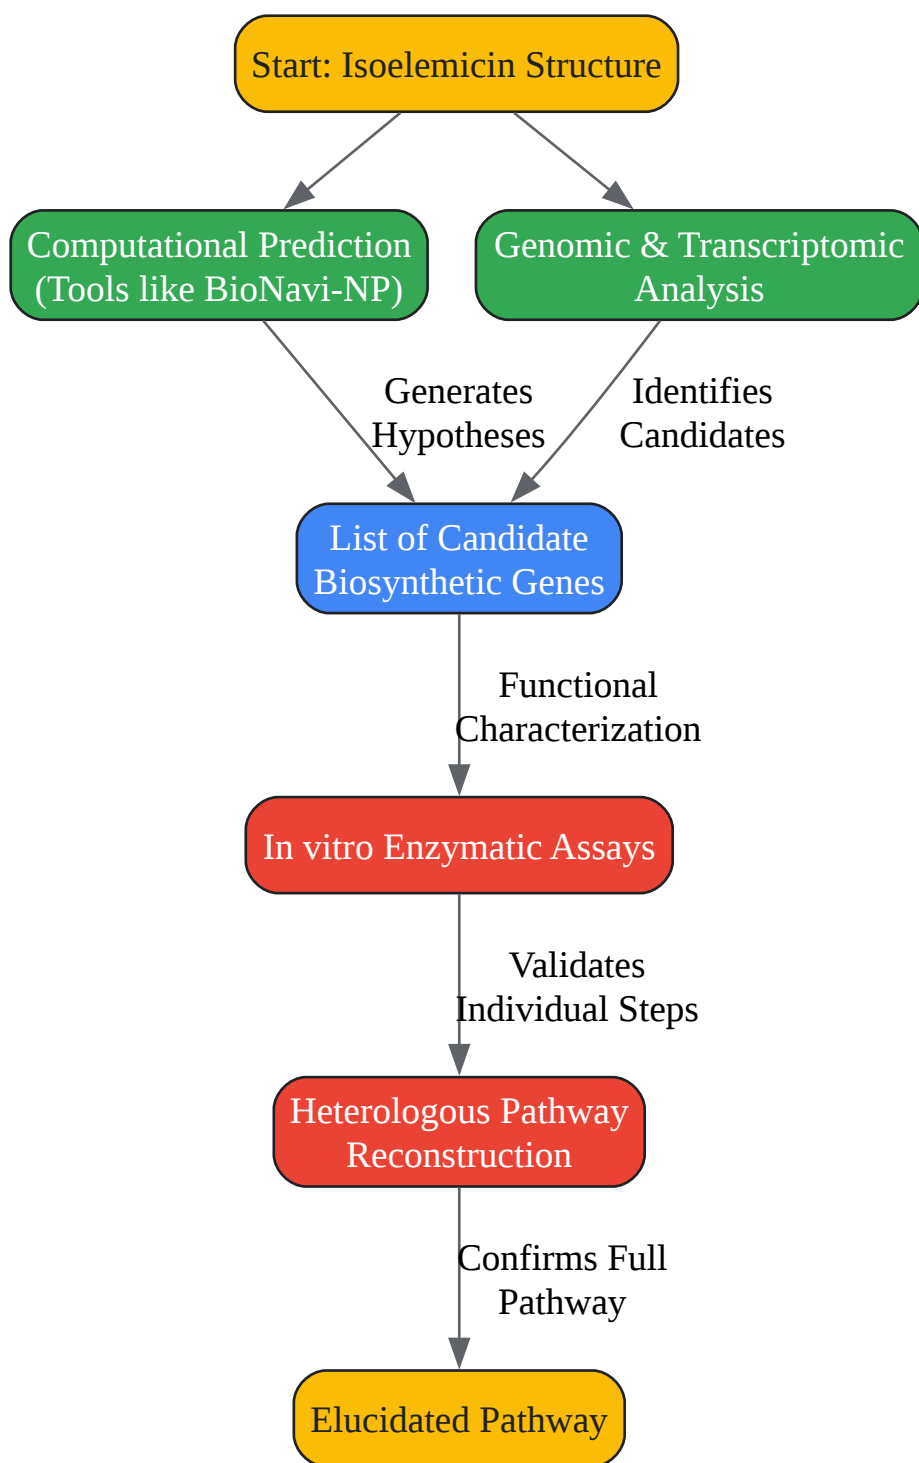 Start: Isoelemicin Structure
Computational Prediction
(Tools like BioNavi-NP)
Genomic & Transcriptomic
Analysis
Generates
Hypotheses
Identifies
Candidates
List of Candidate
Biosynthetic Genes
Functional
Characterization
In vitro Enzymatic Assays
Validates
Individual Steps
Heterologous Pathway
Reconstruction
Confirms Full
Pathway
Elucidated Pathway